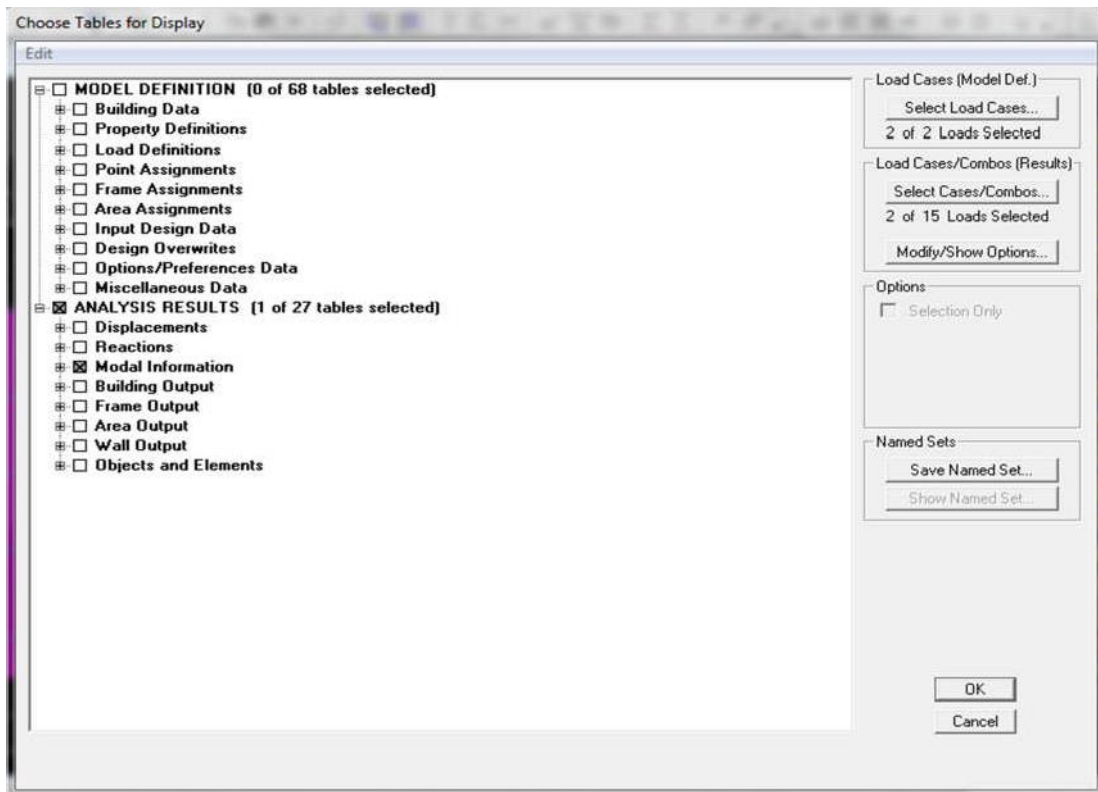 Choose Tables for Display
Edit
MODEL DEFINITION (0 of 68 tables selected)
Building Data
Property Definitions
Load Definitions
Point Assignments
Frame Assignments
Area Assignments
Input Design Data
Design Overwrites
Options/Preferences Data
Miscellaneous Data
ANALYSIS RESULTS (1 of 27 tables selected)
Displacements
Reactions
Modal Information
Building Output
Frame Output
Area Output
Wall Output
Objects and Elements
Load Cases (Model Def.)
Select Load Cases...
2 of 2 Loads Selected
Load Cases/Combos (Results)
Select Cases/Combos...
2 of 15 Loads Selected
Modify/Show Options...
Options
Selection Only
Named Sets
Save Named Set...
Show Named Set...
OK
Cancel